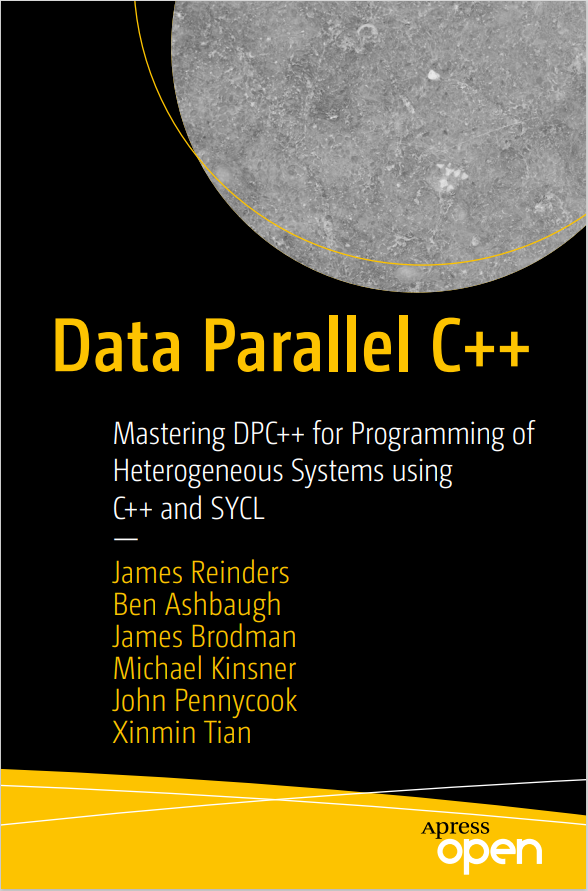 Data Parallel C++
Mastering DPC++ for Programming of
Heterogeneous Systems using
C++ and SYCL
James Reinders
Ben Ashbaugh
James Brodman
Michael Kinsner
John Pennycook
Xinmin Tian
Apress
open